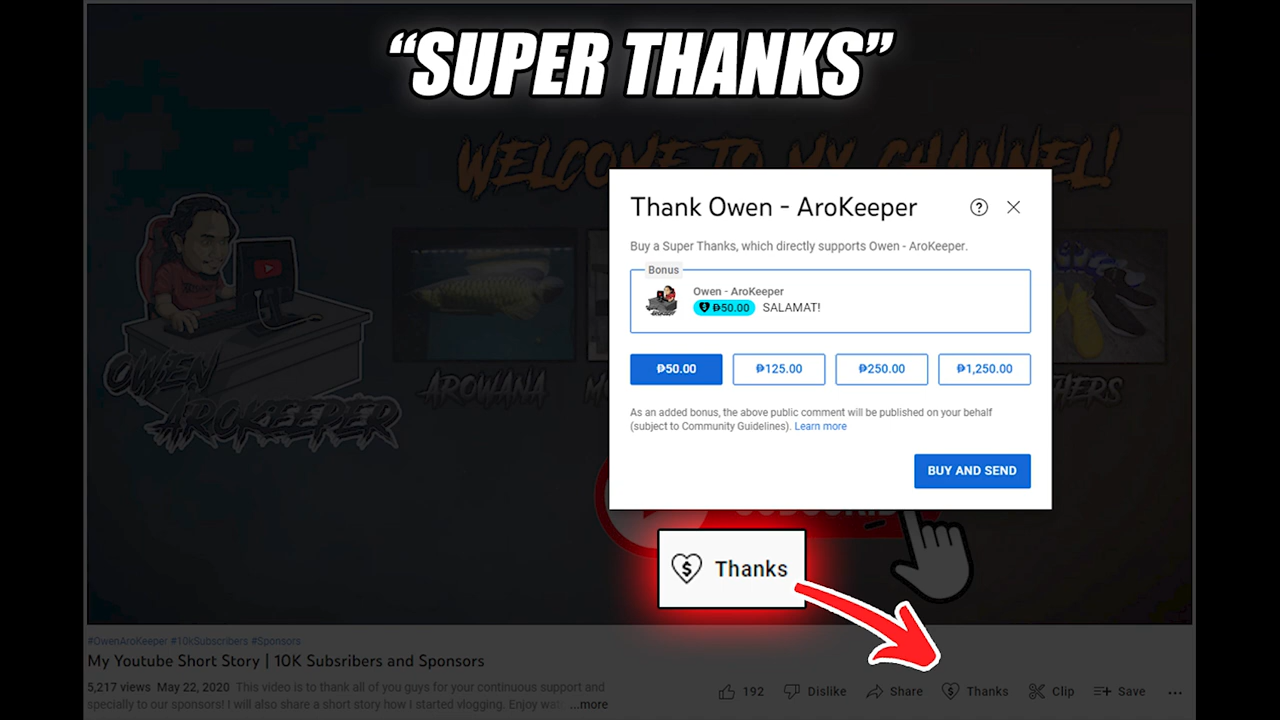 “SUPER THANKS”
WELCOME TO MY CHANNEL!
Thank Owen - AroKeeper
Buy a Super Thanks, which directly supports Owen - AroKeeper.
Bonus
Owen - AroKeeper
₱50.00 SALAMAT!
₱50.00 ₱125.00 ₱250.00 ₱1,250.00
As an added bonus, the above public comment will be published on your behalf
(subject to Community Guidelines). Learn more
BUY AND SEND
OWEN
AROKEEPER
AROWANA
Thanks
#OwenAroKeeper #10kSubscribers #Sponsors
My Youtube Short Story | 10K Subsribers and Sponsors
5,217 views May 22, 2020 This video is to thank all of you guys for your continuous support and
specially to our sponsors! I will also share a short story how I started vlogging. Enjoy ...more
192 Dislike Share Thanks Clip Save